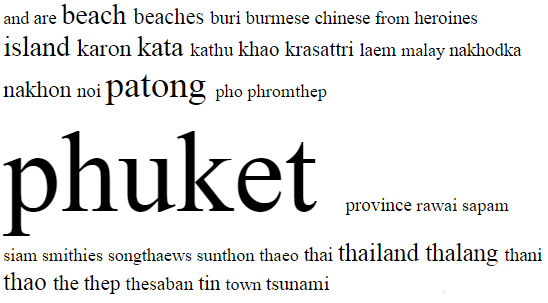 and are beach beaches buri burmese chinese from heroines
island karon kata kathu khao krasattri laem malay nakhodka
nakhon noi patong pho phromthep
phuket province rawai sapam
siam smithies songthaews sunthon thaeo thai thailand thalang thani
thao the thep thesaban tin town tsunami